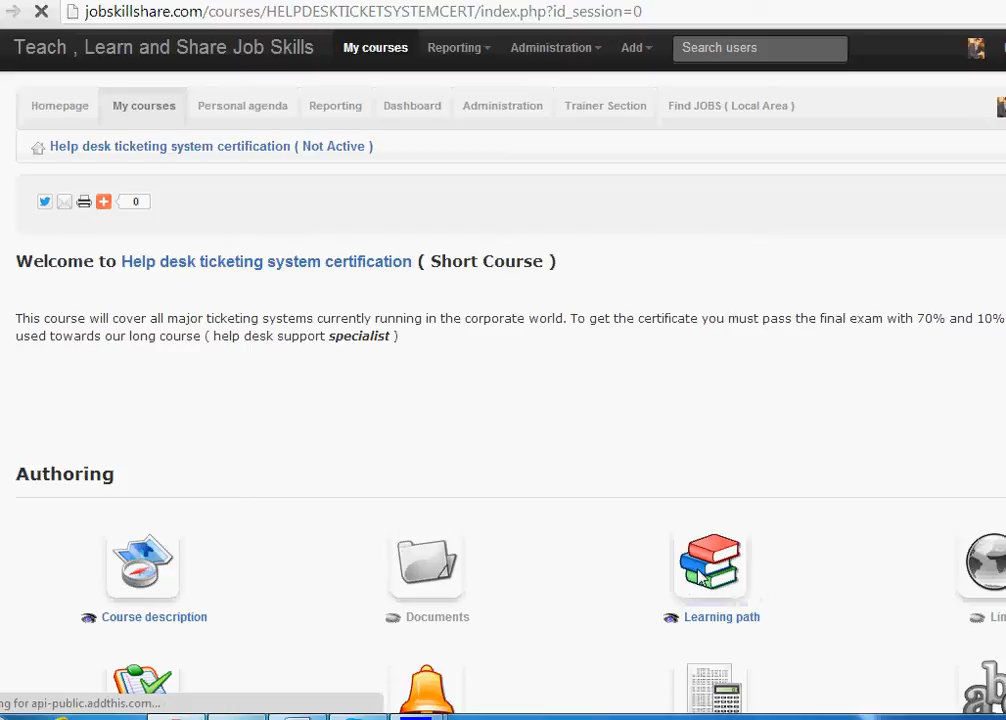 jobskillshare.com/courses/HELPDESKTICKETSYSTEMCERT/index.php?id_session=0
Teach , Learn and Share Job Skills My courses Reporting Administration Add Search users
Homepage My courses Personal agenda Reporting Dashboard Administration Trainer Section Find JOBS ( Local Area )
Help desk ticketing system certification ( Not Active )
0
Welcome to Help desk ticketing system certification ( Short Course )
This course will cover all major ticketing systems currently running in the corporate world. To get the certificate you must pass the final exam with 70% and 10%
used towards our long course ( help desk support specialist )
Authoring
Course description Documents Learning path Lin
ng for api-public.addthis.com...